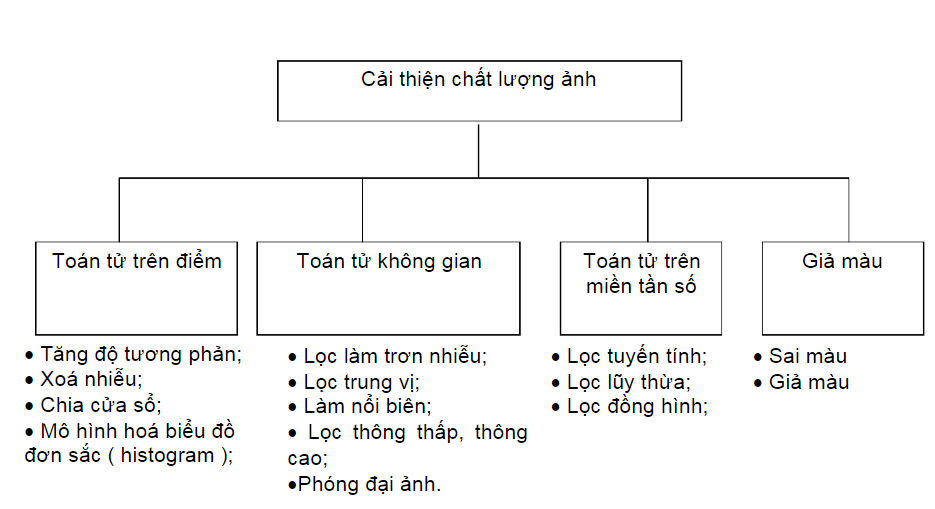 Cải thiện chất lượng ảnh
Toán tử trên điểm
Toán tử không gian
Toán tử trên
miền tần số
Giả màu
• Tăng độ tương phản;
• Xoá nhiễu;
• Chia cửa sổ;
• Mô hình hoá biểu đồ
đơn sắc ( histogram );
• Lọc làm trơn nhiễu;
• Lọc trung vị;
• Làm nổi biên;
• Lọc thông thấp, thông
cao;
•Phóng đại ảnh.
• Lọc tuyến tính;
• Lọc lũy thừa;
• Lọc đồng hình;
• Sai màu
• Giả màu